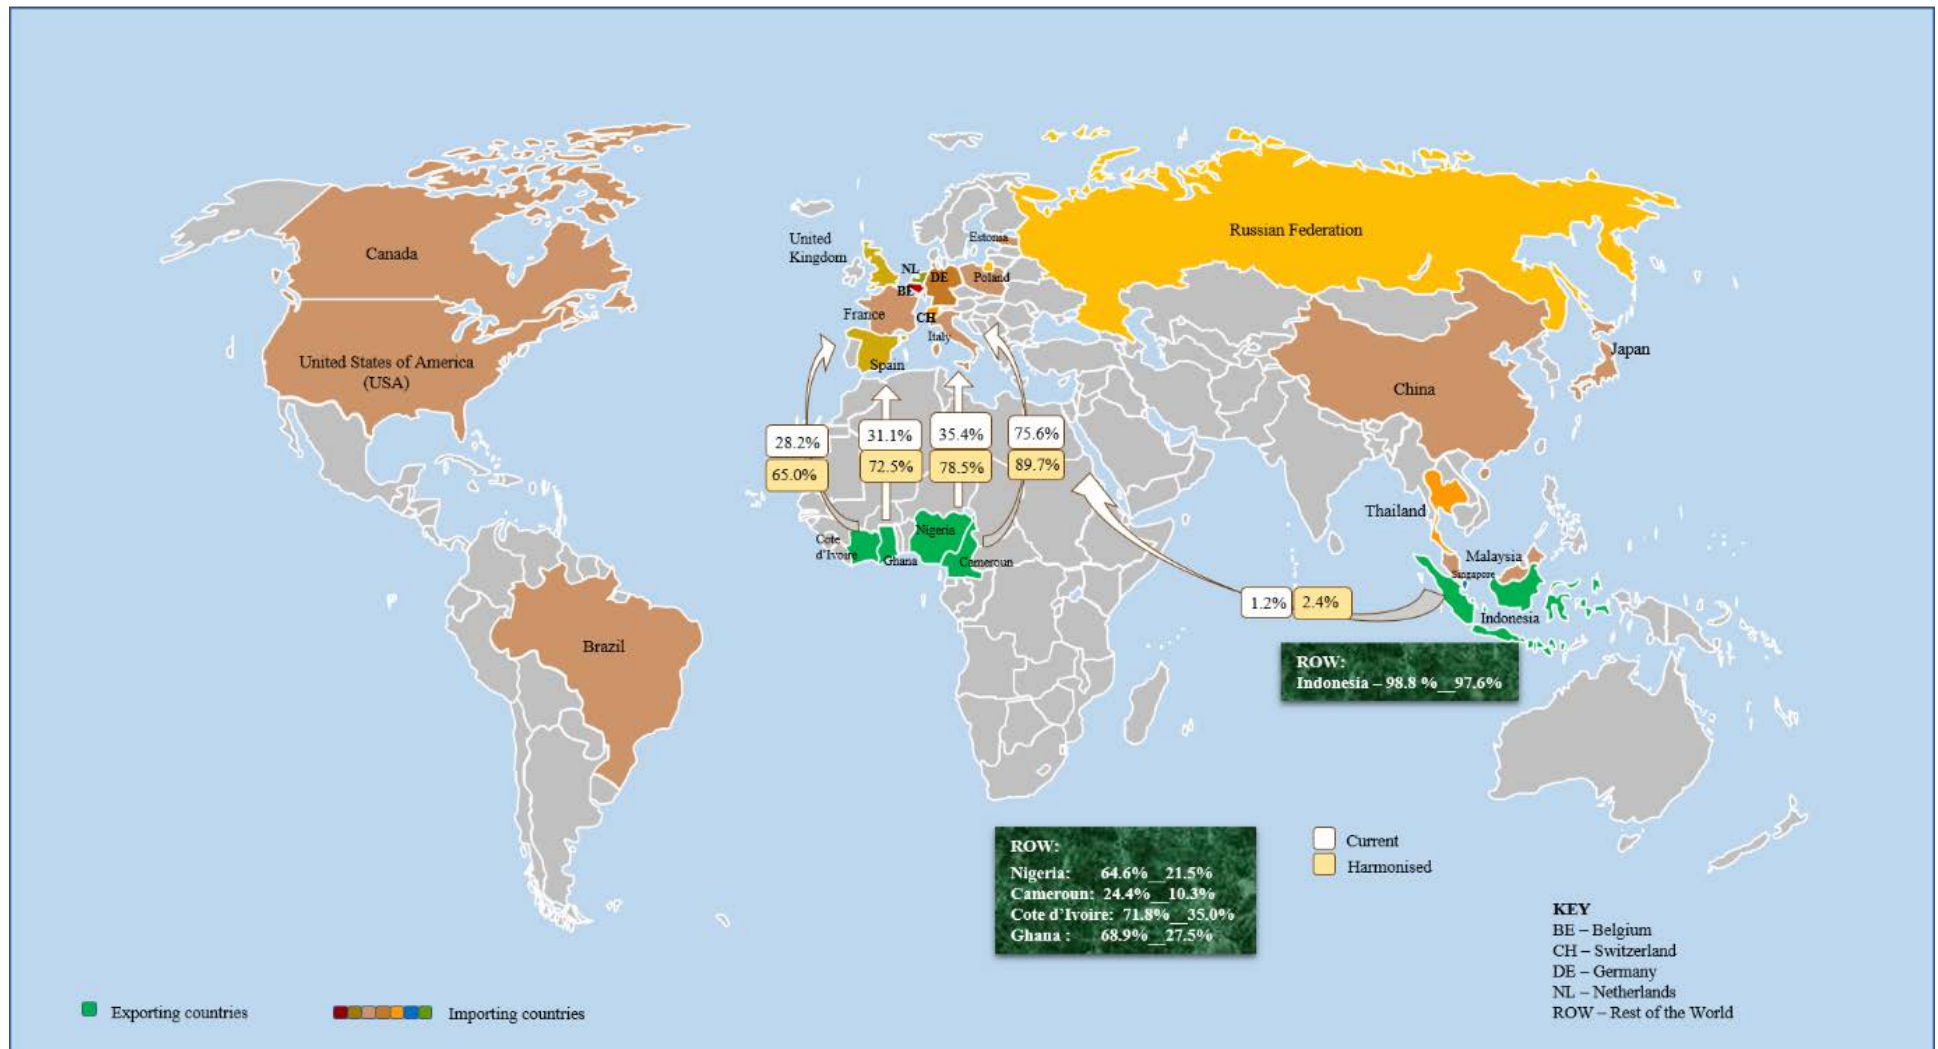 Canada
United States of America
(USA)
Brazil
United
Kingdom
NL
BE
DE
Estonia
Poland
France
CH
Italy
Spain
Russian Federation
China
Japan
Thailand
Malaysia
Singapore
Indonesia
28.2%
65.0%
31.1%
72.5%
35.4%
78.5%
75.6%
89.7%
Cote
d'Ivoire
Ghana
Nigeria
Cameroun
1.2%
2.4%
ROW:
Indonesia – 98.8 %__97.6%
ROW:
Nigeria: 64.6%__21.5%
Cameroun: 24.4%__10.3%
Cote d'Ivoire: 71.8%__35.0%
Ghana : 68.9%__27.5%
Current
Harmonised
KEY
BE – Belgium
CH – Switzerland
DE – Germany
NL – Netherlands
ROW – Rest of the World
Exporting countries
Importing countries